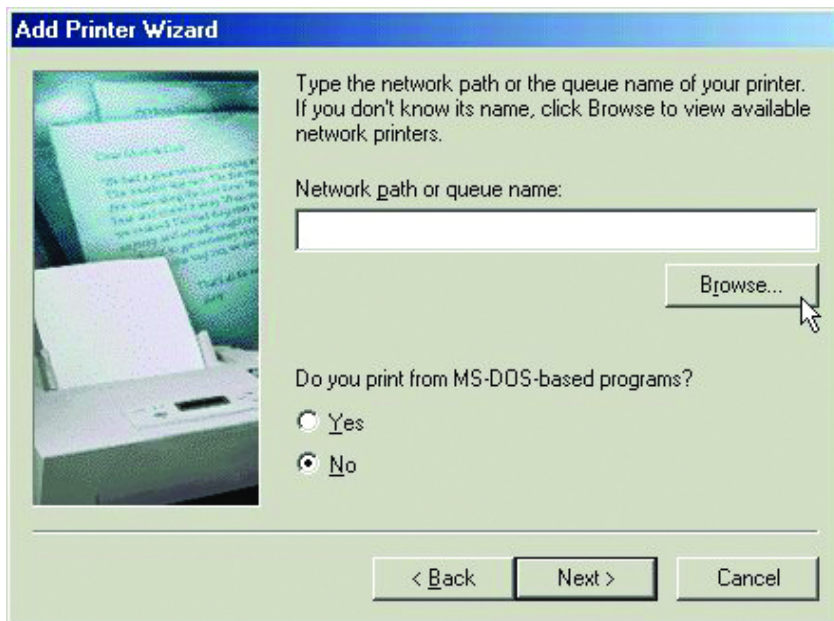 Add Printer Wizard
Type the network path or the queue name of your printer.
If you don't know its name, click Browse to view available
network printers.
Network path or queue name:
Browse...
Do you print from MS-DOS-based programs?
Yes
No
< Back
Next >
Cancel